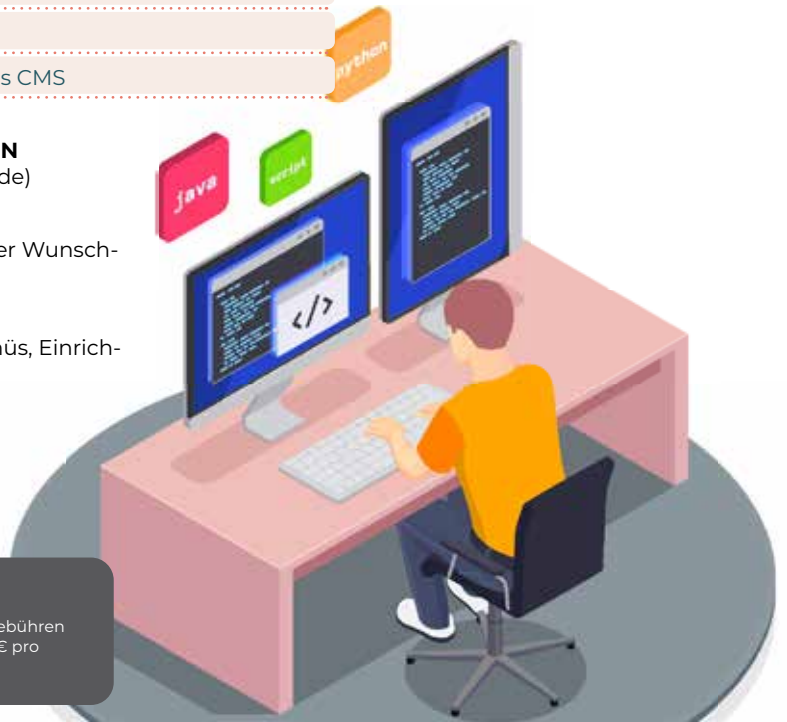 python
s CMS
N
de)
java
script
er Wunsch-
</>
nüs, Einrich-
ebühren
€ pro